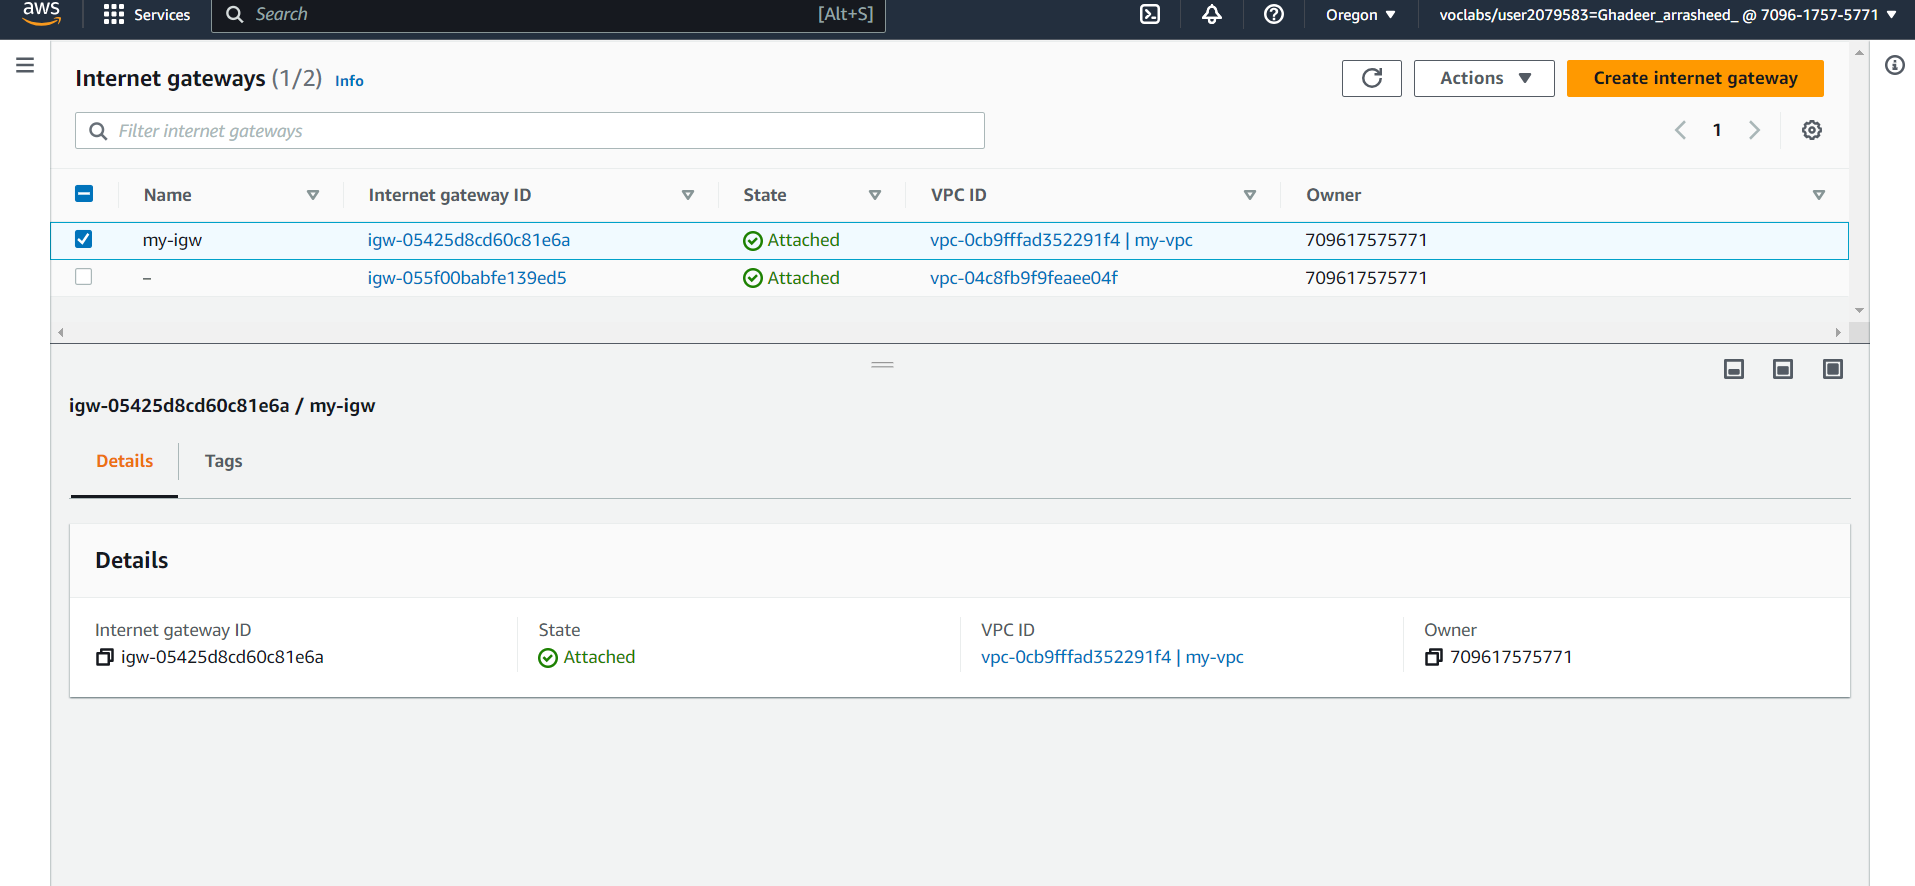 aws
Services
Search
[Alt+S]
Oregon
voclabs/user2079583=Ghadeer_arrasheed_ @ 7096-1757-5771
Internet gateways (1/2) Info
Actions
Create internet gateway
Filter internet gateways
1
Name Internet gateway ID State VPC ID Owner
my-igw igw-05425d8cd60c81e6a Attached vpc-0cb9fffad352291f4 | my-vpc 709617575771
– igw-055f00babfe139ed5 Attached vpc-04c8fb9f9feaee04f 709617575771
igw-05425d8cd60c81e6a / my-igw
Details Tags
Details
Internet gateway ID State VPC ID Owner
igw-05425d8cd60c81e6a Attached vpc-0cb9fffad352291f4 | my-vpc 709617575771